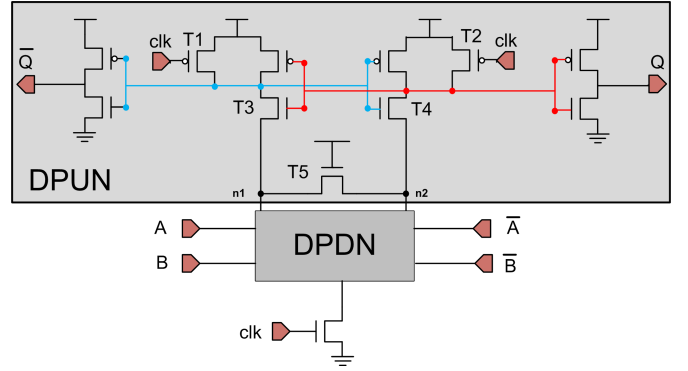 clk T1 T2 clk
Q̅ Q
T3 T4
T5
DPUN
n1 n2
A DPDN A̅
B B̅
clk